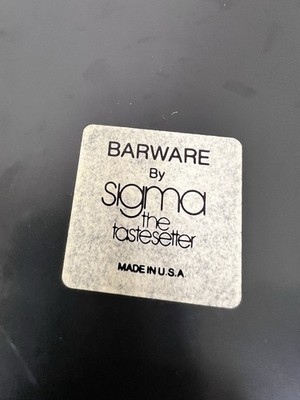 BARWARE
By
sigma
the
tastesetter
MADE IN U.S.A.